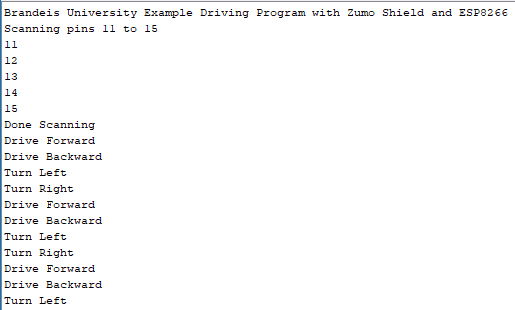 Brandeis University Example Driving Program with Zumo Shield and ESP8266
Scanning pins 11 to 15
11
12
13
14
15
Done Scanning
Drive Forward
Drive Backward
Turn Left
Turn Right
Drive Forward
Drive Backward
Turn Left
Turn Right
Drive Forward
Drive Backward
Turn Left